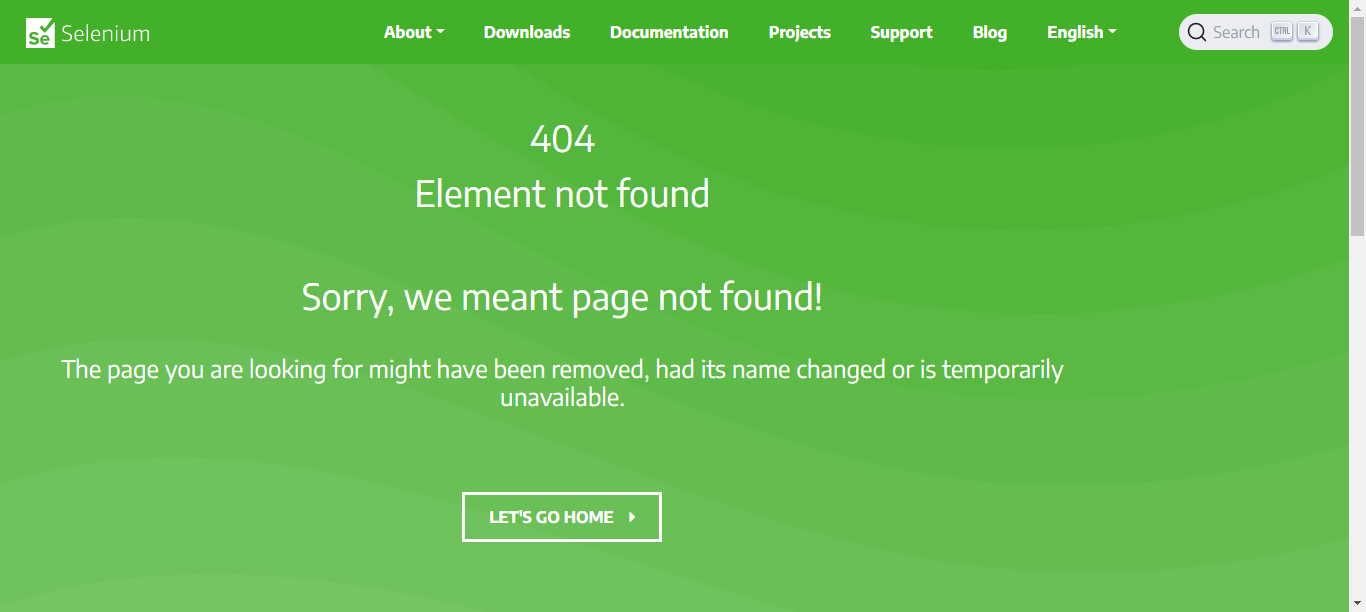 Se Selenium
About Downloads Documentation Projects Support Blog English
Search CTRL K
404
Element not found
Sorry, we meant page not found!
The page you are looking for might have been removed, had its name changed or is temporarily
unavailable.
LET'S GO HOME